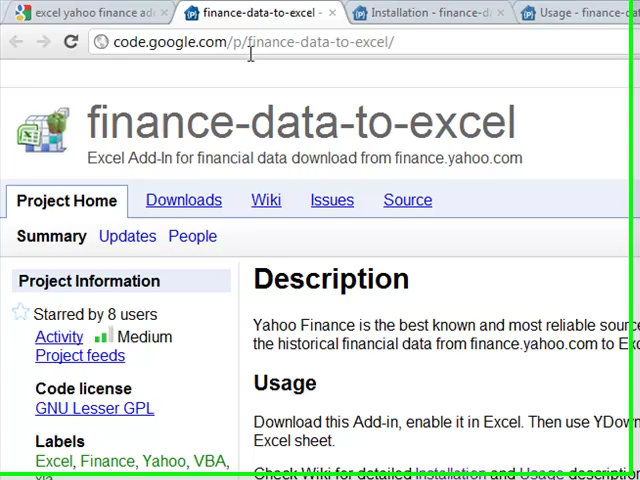 excel yahoo finance ad
finance-data-to-excel -
Installation - finance-d
Usage - finance-da
code.google.com/p/finance-data-to-excel/
finance-data-to-excel
Excel Add-In for financial data download from finance.yahoo.com
Project Home
Downloads
Wiki
Issues
Source
Summary
Updates
People
Project Information
Starred by 8 users
Activity
Medium
Project feeds
Code license
GNU Lesser GPL
Labels
Excel, Finance, Yahoo, VBA,
Description
Yahoo Finance is the best known and most reliable sourc
the historical financial data from finance.yahoo.com to Ex
Usage
Download this Add-in, enable it in Excel. Then use YDown
Excel sheet.
Check Wiki for detailed Installation and Usage description